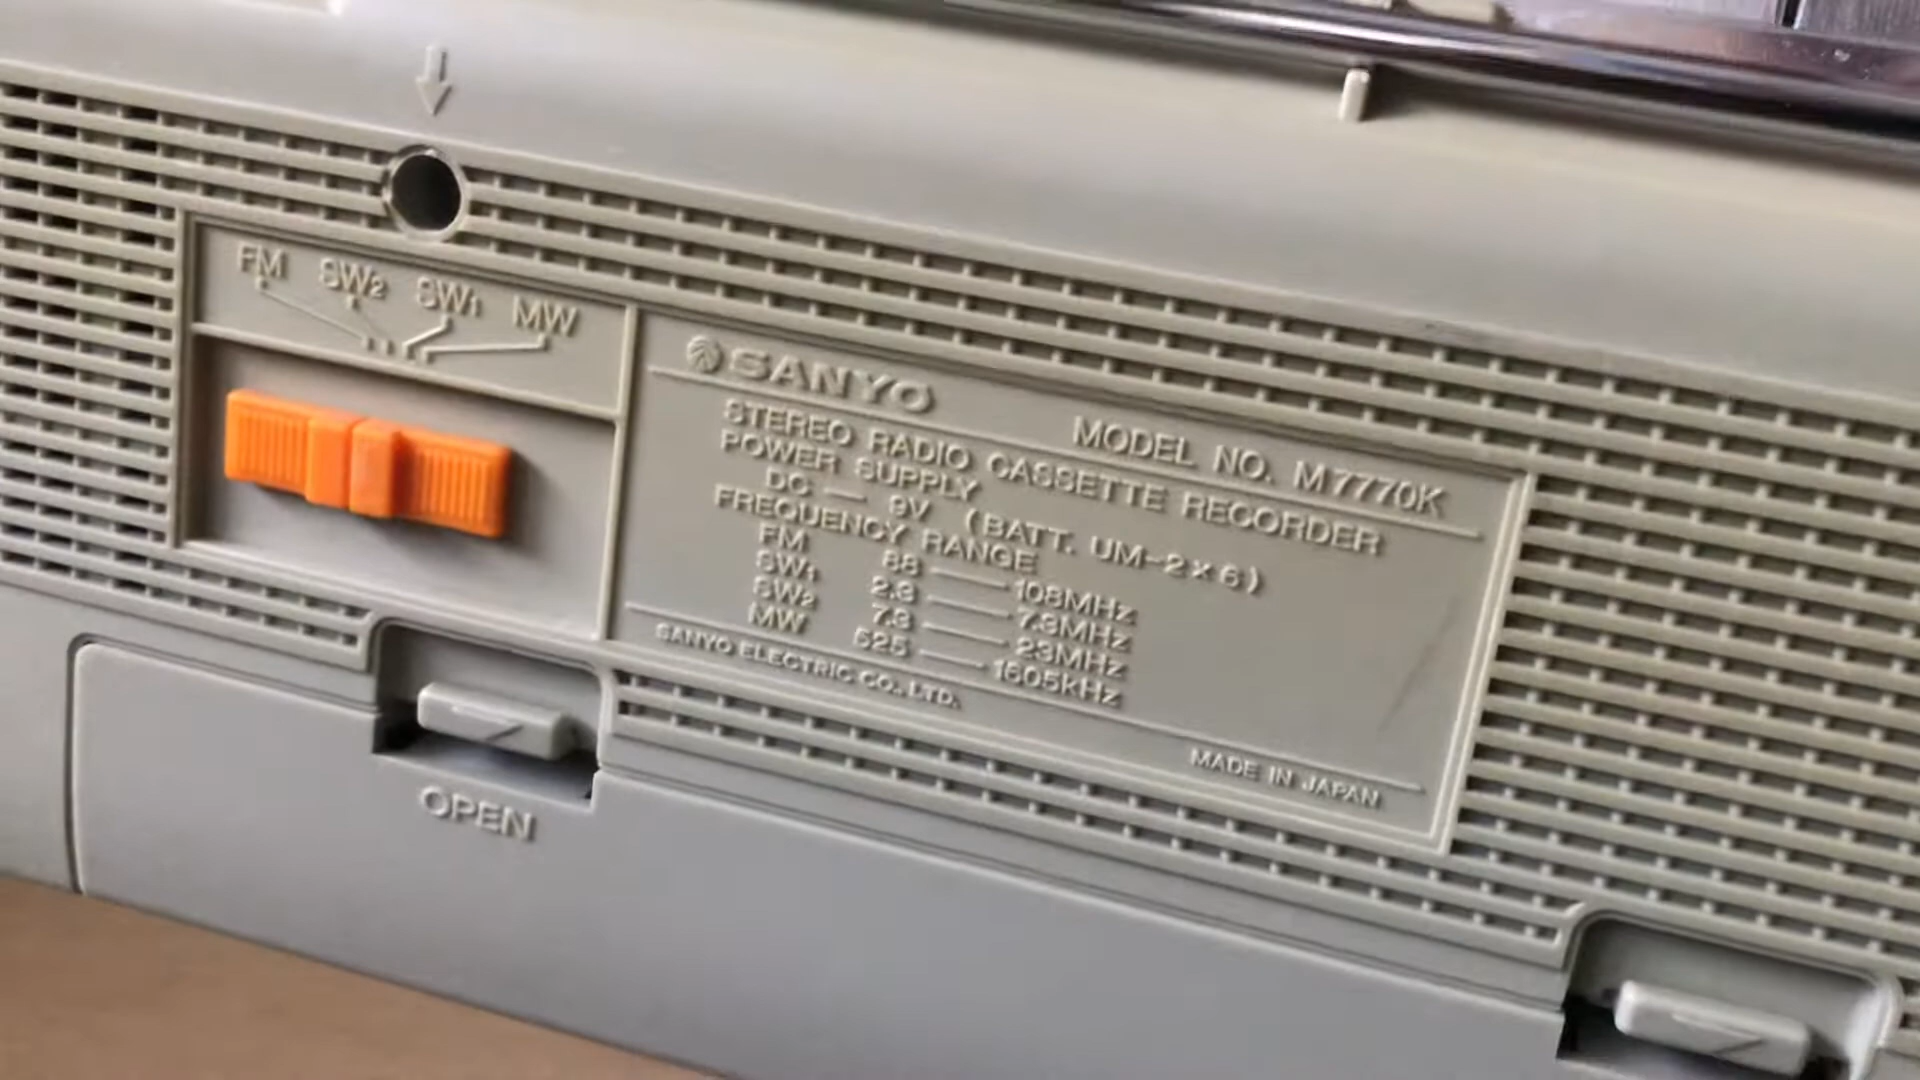 FM SW2 SW1 MW
SANYO
MODEL NO. M7770K
STEREO RADIO CASSETTE RECORDER
POWER SUPPLY
DC — 9V (BATT. UM-2×6)
FREQUENCY RANGE
FM 88 — 108MHz
SW1 2.3 — 7.3MHz
SW2 7.3 — 23MHz
MW 525 — 1605kHz
SANYO ELECTRIC CO., LTD.
MADE IN JAPAN
OPEN